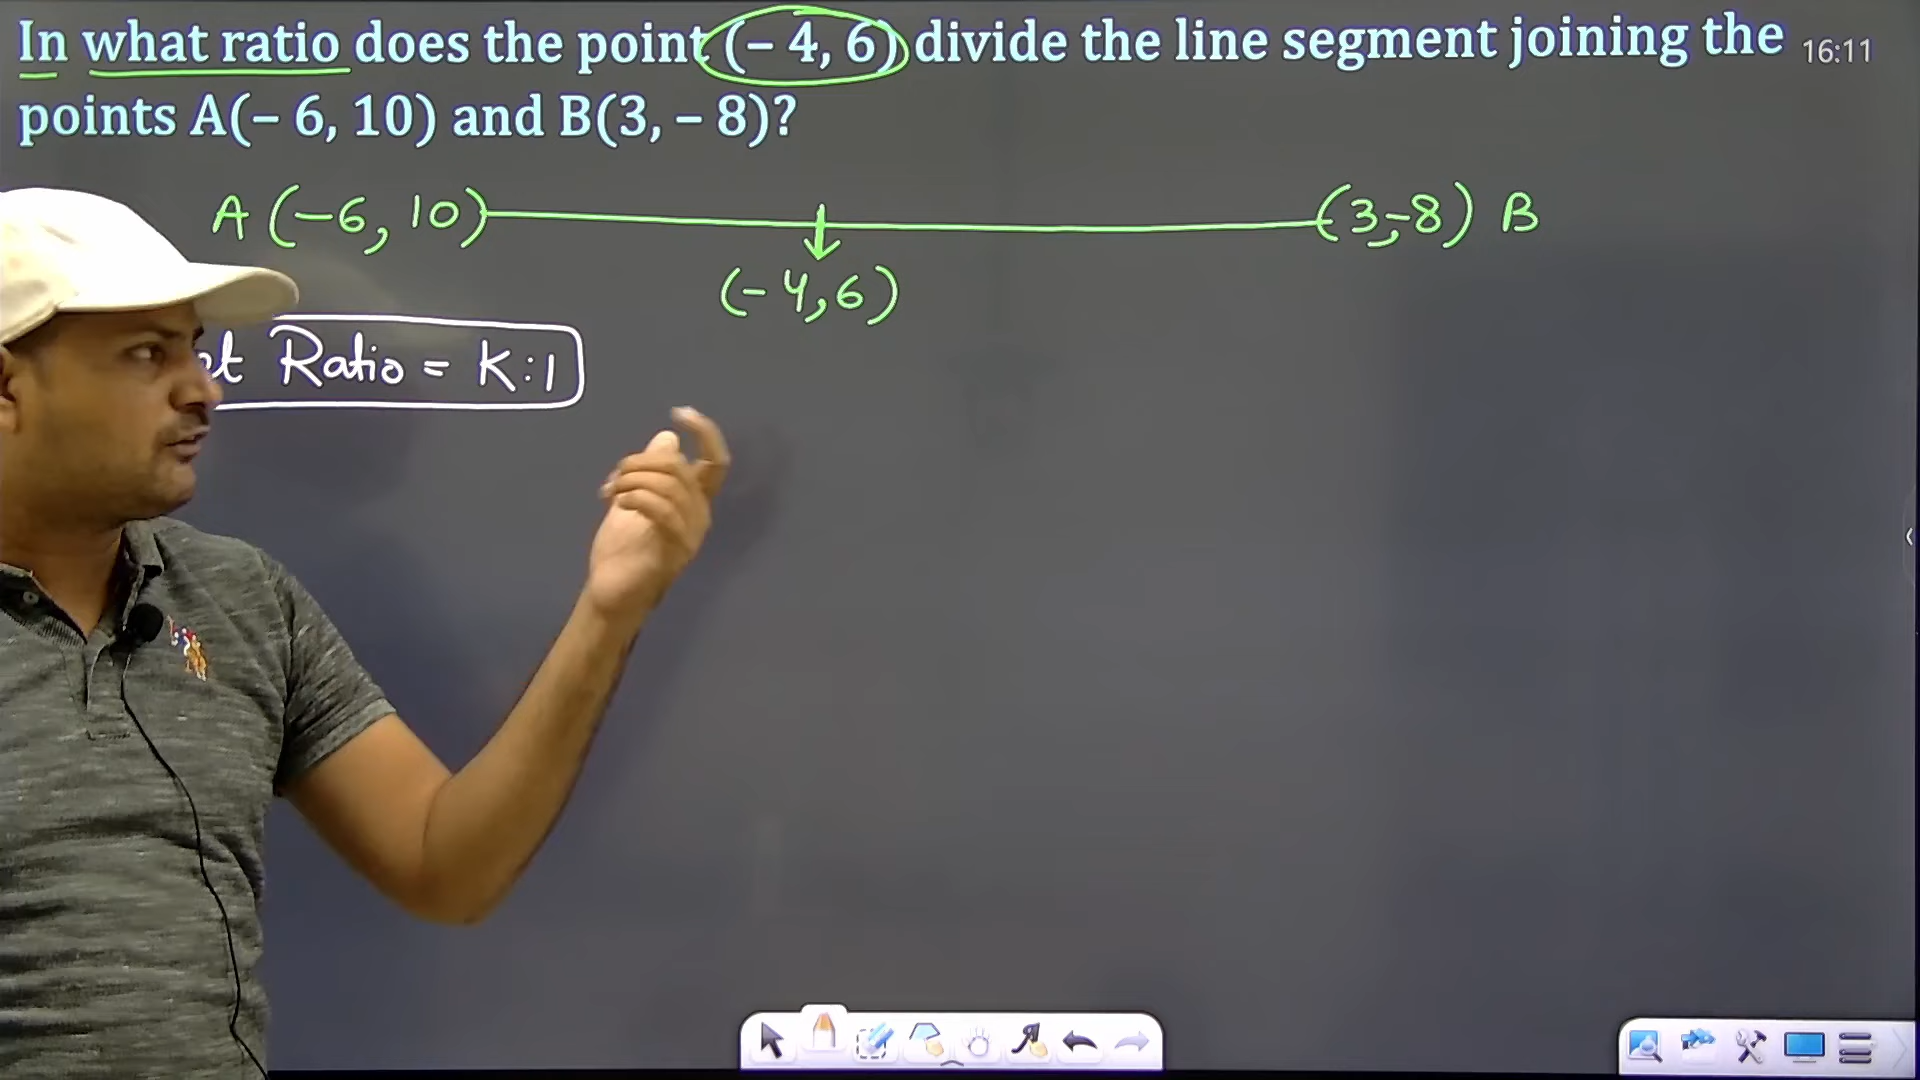 In what ratio does the point (– 4, 6) divide the line segment joining the
16:11
points A(– 6, 10) and B(3, – 8)?
A (-6, 10)
(3,-8) B
(-4,6)
Ratio = K:1